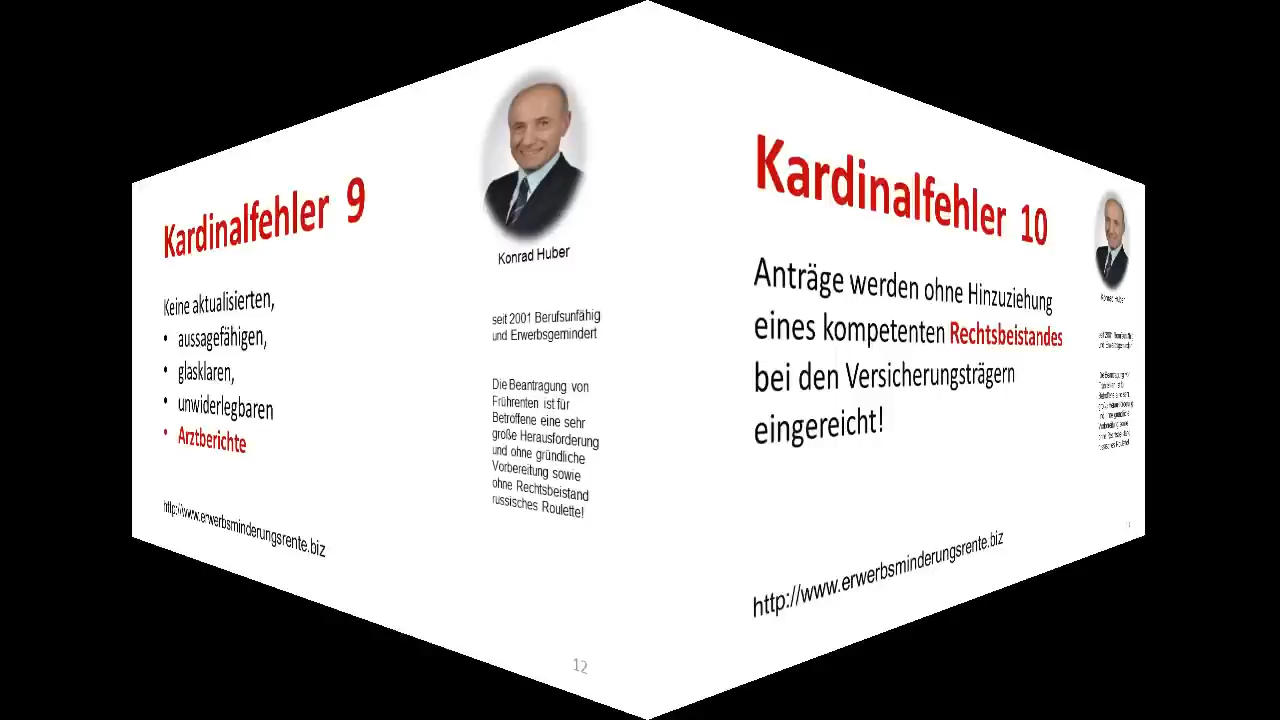 Kardinalfehler 9
Keine aktualisierten,
• aussagefähigen,
• glasklaren,
• unwiderlegbaren
• Arztberichte
http://www.erwerbsminderungsrente.biz
Konrad Huber
seit 2001 Berufsunfähig
und Erwerbsgemindert
Die Beantragung von
Frührenten ist für
Betroffene eine sehr
große Herausforderung
und ohne gründliche
Vorbereitung sowie
ohne Rechtsbeistand
russisches Roulette!
12
Kardinalfehler 10
Anträge werden ohne Hinzuziehung
eines kompetenten Rechtsbeistandes
bei den Versicherungsträgern
eingereicht!
http://www.erwerbsminderungsrente.biz
Konrad Huber